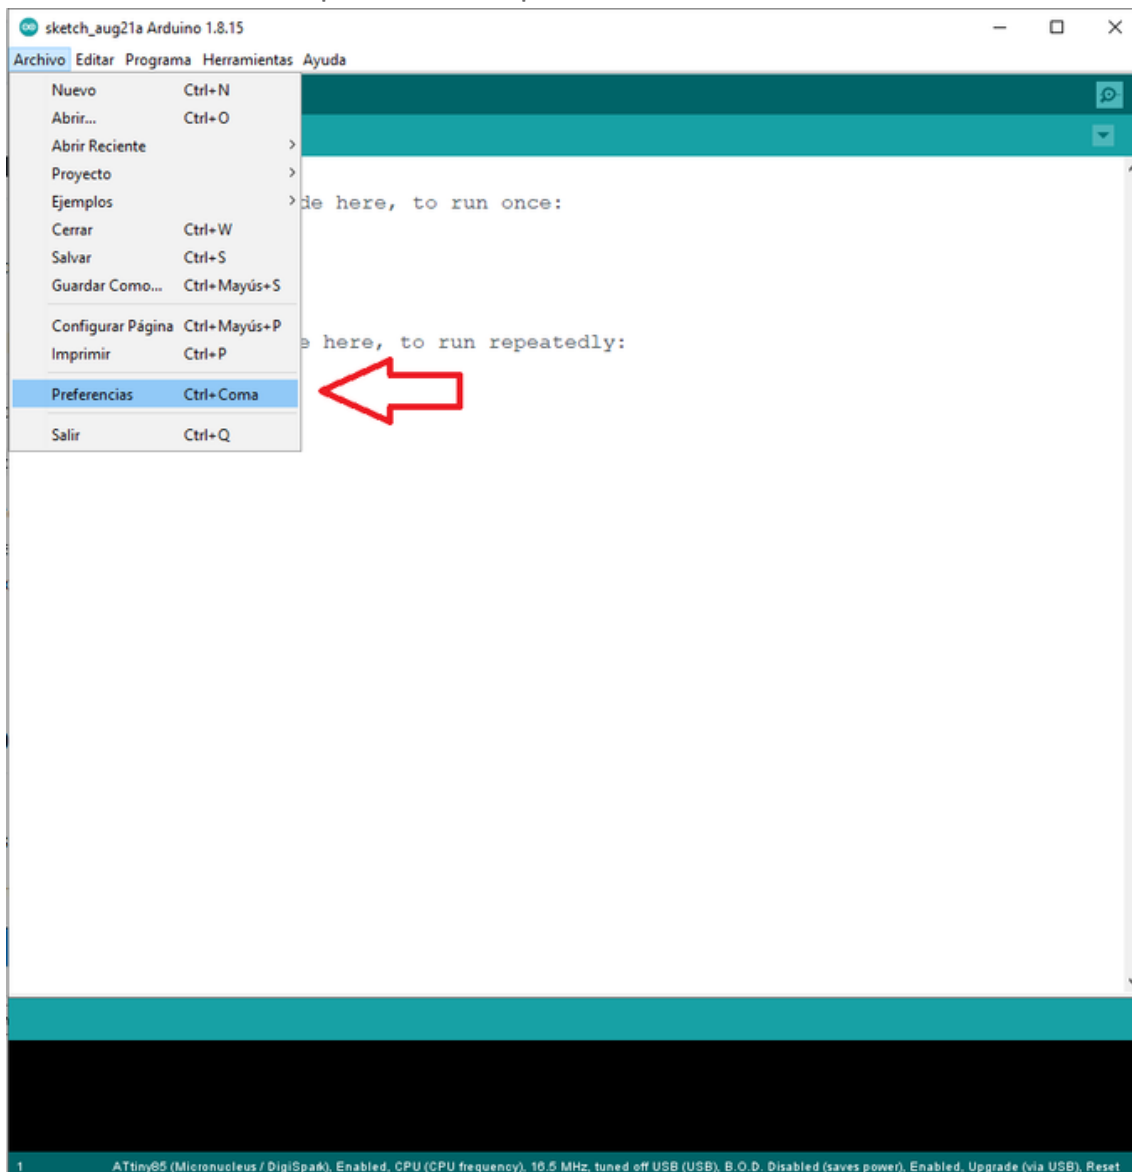 sketch_aug21a Arduino 1.8.15
Archivo Editar Programa Herramientas Ayuda
Nuevo Ctrl+N
Abrir... Ctrl+O
Abrir Reciente
Proyecto
Ejemplos
de here, to run once:
Cerrar Ctrl+W
Salvar Ctrl+S
Guardar Como... Ctrl+Mayús+S
Configurar Página Ctrl+Mayús+P
e here, to run repeatedly:
Imprimir Ctrl+P
Preferencias Ctrl+Coma
Salir Ctrl+Q
1 ATtiny85 (Micronucleus / DigiSpark), Enabled, CPU (CPU frequency), 16.5 MHz, tuned off USB (USB), B.O.D. Disabled (saves power), Enabled, Upgrade (via USB), Reset